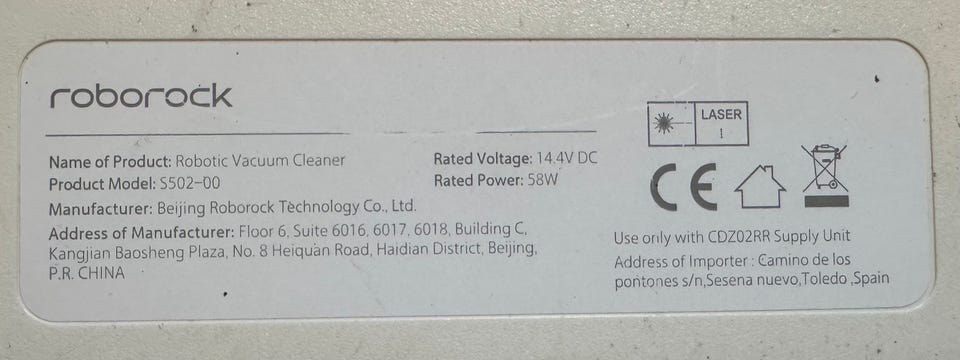 roborock
Name of Product: Robotic Vacuum Cleaner
Product Model: S502-00
Rated Voltage: 14.4V DC
Rated Power: 58W
Manufacturer: Beijing Roborock Technology Co., Ltd.
Address of Manufacturer: Floor 6, Suite 6016, 6017, 6018, Building C,
Kangjian Baosheng Plaza, No. 8 Heiquan Road, Haidian District, Beijing,
P.R. CHINA
LASER
1
CE
Use only with CDZ02RR Supply Unit
Address of Importer : Camino de los
pontones s/n,Sesena nuevo,Toledo ,Spain